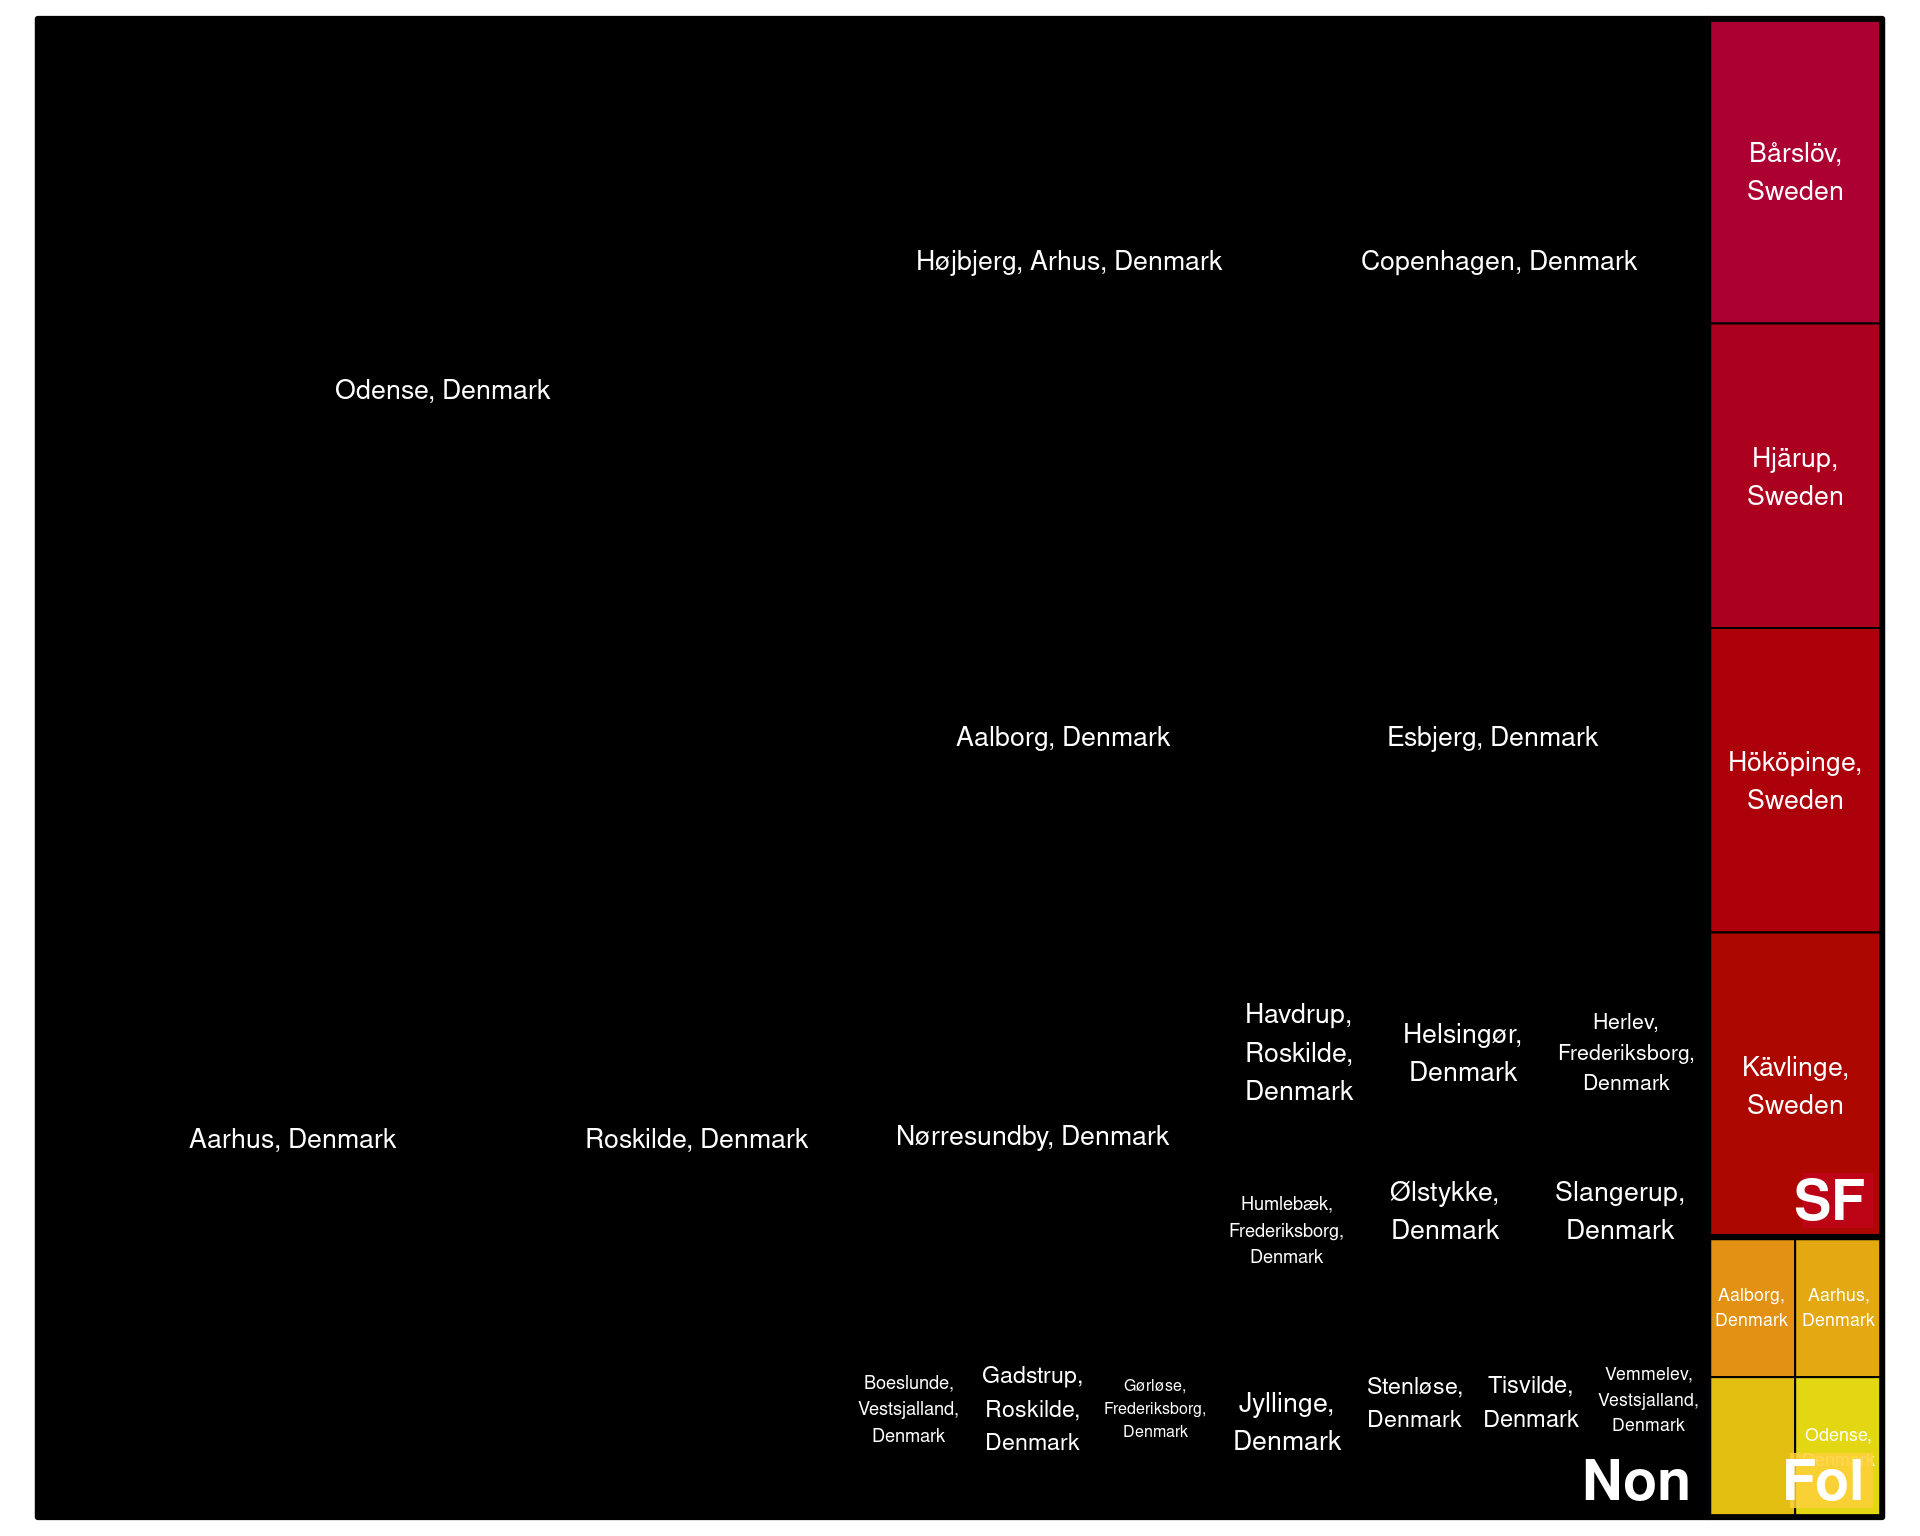 Odense, Denmark
Højbjerg, Arhus, Denmark
Copenhagen, Denmark
Aalborg, Denmark
Esbjerg, Denmark
Aarhus, Denmark
Roskilde, Denmark
Nørresundby, Denmark
Havdrup,
Roskilde,
Denmark
Helsingør,
Denmark
Herlev,
Frederiksborg,
Denmark
Humlebæk,
Frederiksborg,
Denmark
Ølstykke,
Denmark
Slangerup,
Denmark
Boeslunde,
Vestsjalland,
Denmark
Gadstrup,
Roskilde,
Denmark
Gørløse,
Frederiksborg,
Denmark
Jyllinge,
Denmark
Stenløse,
Denmark
Tisvilde,
Denmark
Vemmelev,
Vestsjalland,
Denmark
Non
Bårslöv,
Sweden
Hjärup,
Sweden
Hököpinge,
Sweden
Kävlinge,
Sweden
SF
Aalborg,
Denmark
Aarhus,
Denmark
Odense,
Fol